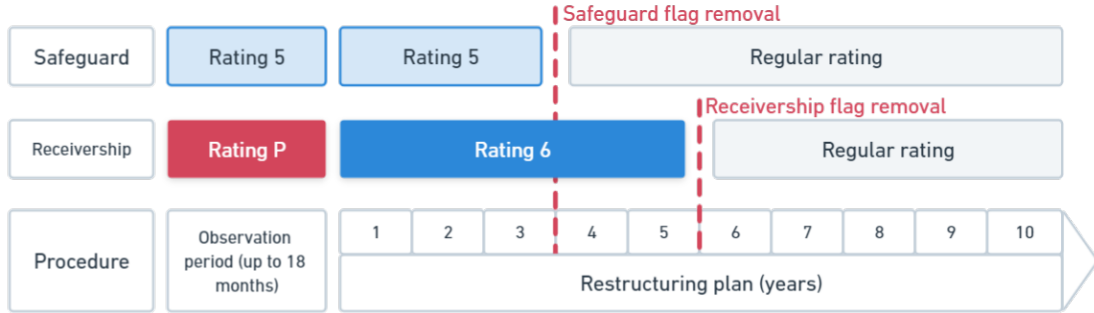 Safeguard flag removal
Safeguard
Rating 5
Rating 5
Regular rating
Receivership flag removal
Receivership
Rating P
Rating 6
Regular rating
Procedure
Observation
period (up to 18
months)
1 2 3 4 5 6 7 8 9 10
Restructuring plan (years)